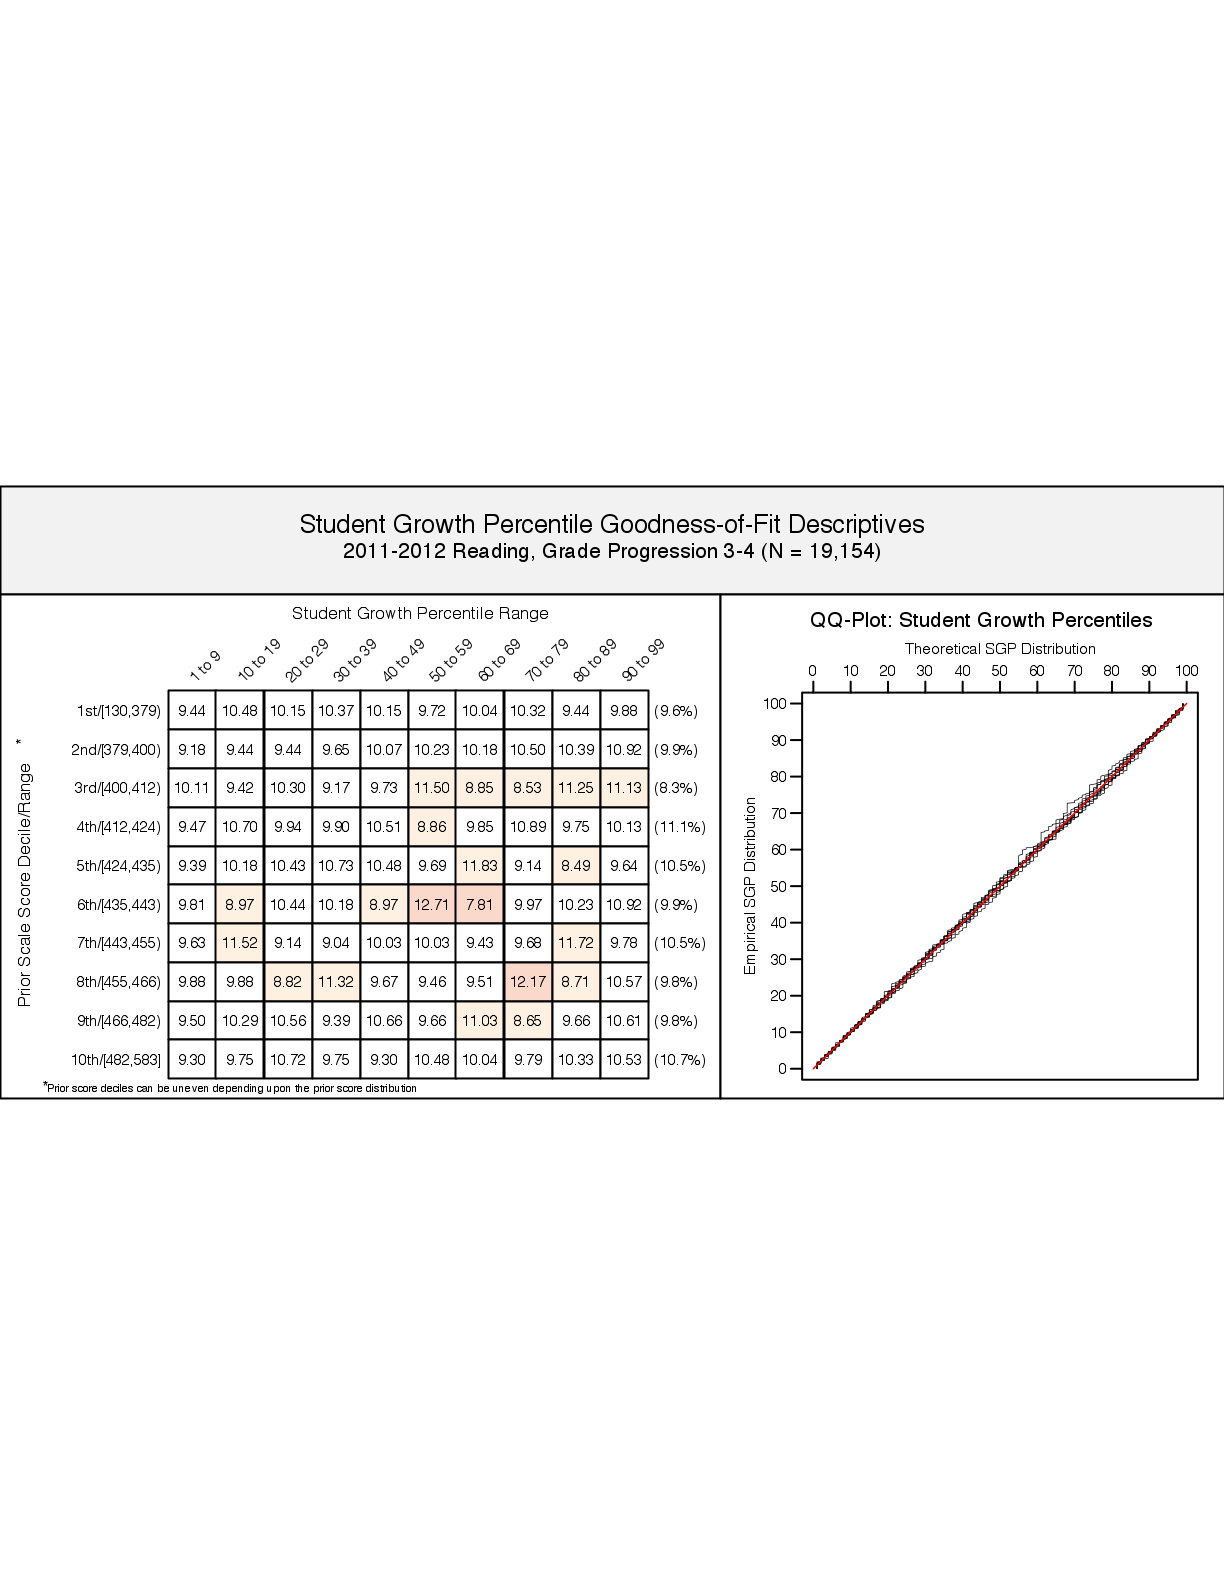 Student Growth Percentile Goodness-of-Fit Descriptives
2011-2012 Reading, Grade Progression 3-4 (N = 19,154)
Student Growth Percentile Range
1 to 9 10 to 19 20 to 29 30 to 39 40 to 49 50 to 59 60 to 69 70 to 79 80 to 89 90 to 99
Prior Scale Score Decile/Range *
1st/[130,379) 9.44 10.48 10.15 10.37 10.15 9.72 10.04 10.32 9.44 9.88 (9.6%)
2nd/[379,400) 9.18 9.44 9.44 9.65 10.07 10.23 10.18 10.50 10.39 10.92 (9.9%)
3rd/[400,412) 10.11 9.42 10.30 9.17 9.73 11.50 8.85 8.53 11.25 11.13 (8.3%)
4th/[412,424) 9.47 10.70 9.94 9.90 10.51 8.86 9.85 10.89 9.75 10.13 (11.1%)
5th/[424,435) 9.39 10.18 10.43 10.73 10.48 9.69 11.83 9.14 8.49 9.64 (10.5%)
6th/[435,443) 9.81 8.97 10.44 10.18 8.97 12.71 7.81 9.97 10.23 10.92 (9.9%)
7th/[443,455) 9.63 11.52 9.14 9.04 10.03 10.03 9.43 9.68 11.72 9.78 (10.5%)
8th/[455,466) 9.88 9.88 8.82 11.32 9.67 9.46 9.51 12.17 8.71 10.57 (9.8%)
9th/[466,482) 9.50 10.29 10.56 9.39 10.66 9.66 11.03 8.65 9.66 10.61 (9.8%)
10th/[482,583] 9.30 9.75 10.72 9.75 9.30 10.48 10.04 9.79 10.33 10.53 (10.7%)
*Prior score deciles can be uneven depending upon the prior score distribution
QQ-Plot: Student Growth Percentiles
Theoretical SGP Distribution
0 10 20 30 40 50 60 70 80 90 100
Empirical SGP Distribution
100
90
80
70
60
50
40
30
20
10
0